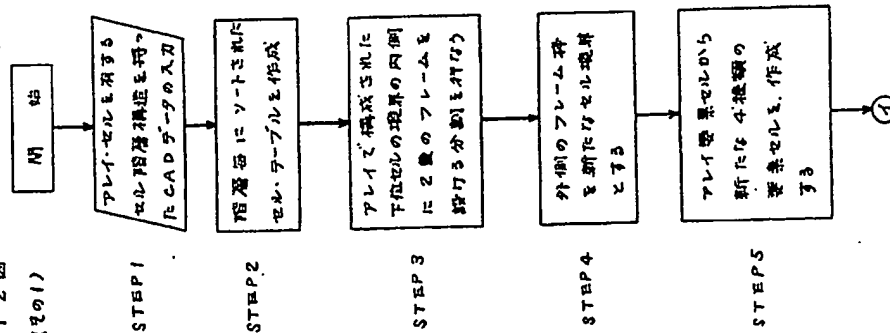 (その1)
開始
STEP1
アレイ・セルを有する
セル階層構造を持っ
たCADデータの入力
STEP2
階層毎にソートされた
セル・テーブルを作成
STEP3
アレイで構成された
下位セルの境界の内側
に2重のフレームを
設ける分割を行なう
STEP4
外側のフレーム枠
を新たなセル境界
とする
STEP5
アレイ要素セルから
新たな4種類の
要素セルを、作成
する